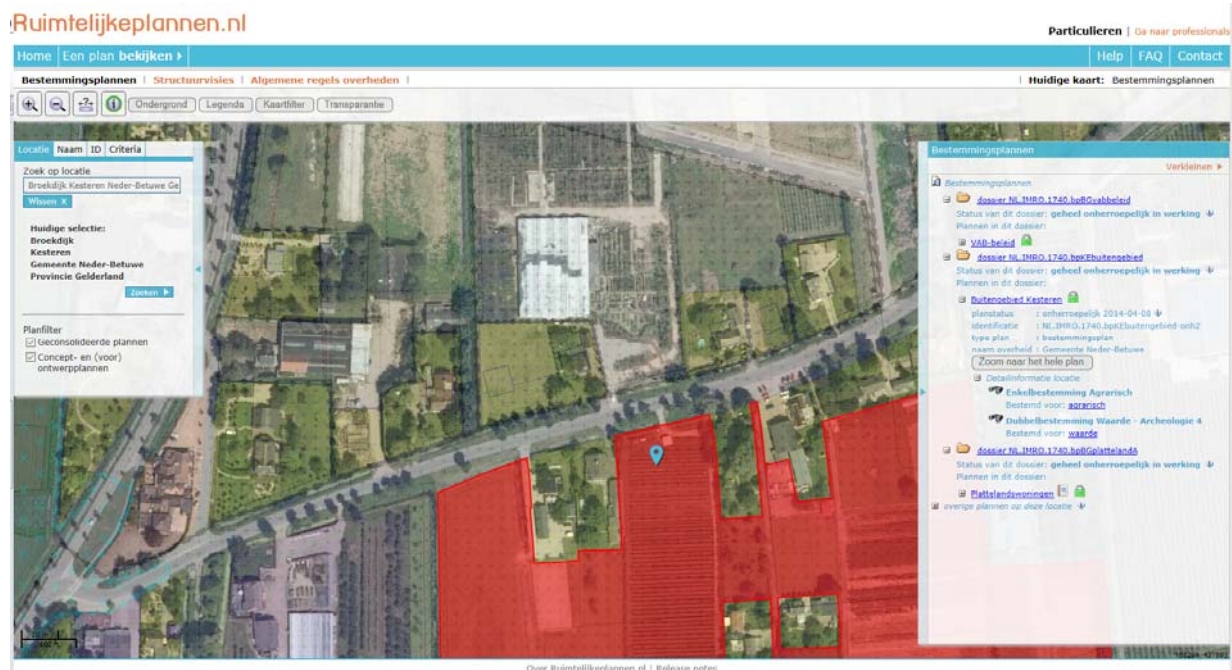 Ruimtelijkeplannen.nl
Particulieren | Ga naar professionals
Home | Een plan bekijken
Help | FAQ | Contact
Bestemmingsplannen | Structuurvisies | Algemene regels overheden |
| Huidige kaart: Bestemmingsplannen
Ondergrond Legenda Kaartfilter Transparantie
Locatie Naam ID Criteria
Zoek op locatie
Broekdijk Kesteren Neder-Betuwe Ge
Wissen X
Huidige selectie:
Broekdijk
Kesteren
Gemeente Neder-Betuwe
Provincie Gelderland
Zoeken
Planfilter
Geconsolideerde plannen
Concept- en (voor)
ontwerpplannen
Bestemmingsplannen
Verkleinen
Bestemmingsplannen
dossier NL.IMRO.1740.bpBGvabbeleid
Status van dit dossier: geheel onherroepelijk in werking
Plannen in dit dossier:
VAB-beleid
dossier NL.IMRO.1740.bpKEbuitengebied
Status van dit dossier: geheel onherroepelijk in werking
Plannen in dit dossier:
Buitengebied Kesteren
planstatus : onherroepelijk 2014-04-08
identificatie : NL.IMRO.1740.bpKEbuitengebied-onh2
type plan : bestemmingsplan
naam overheid : Gemeente Neder-Betuwe
Zoom naar het hele plan
Detailinformatie locatie
Enkelbestemming Agrarisch
Bestemd voor: agrarisch
Dubbelbestemming Waarde - Archeologie 4
Bestemd voor: waarde
dossier NL.IMRO.1740.bpBGplattelandA
Status van dit dossier: geheel onherroepelijk in werking
Plannen in dit dossier:
Plattelandswoningen
overige plannen op deze locatie
Over Ruimtelijkeplannen.nl | Release notes